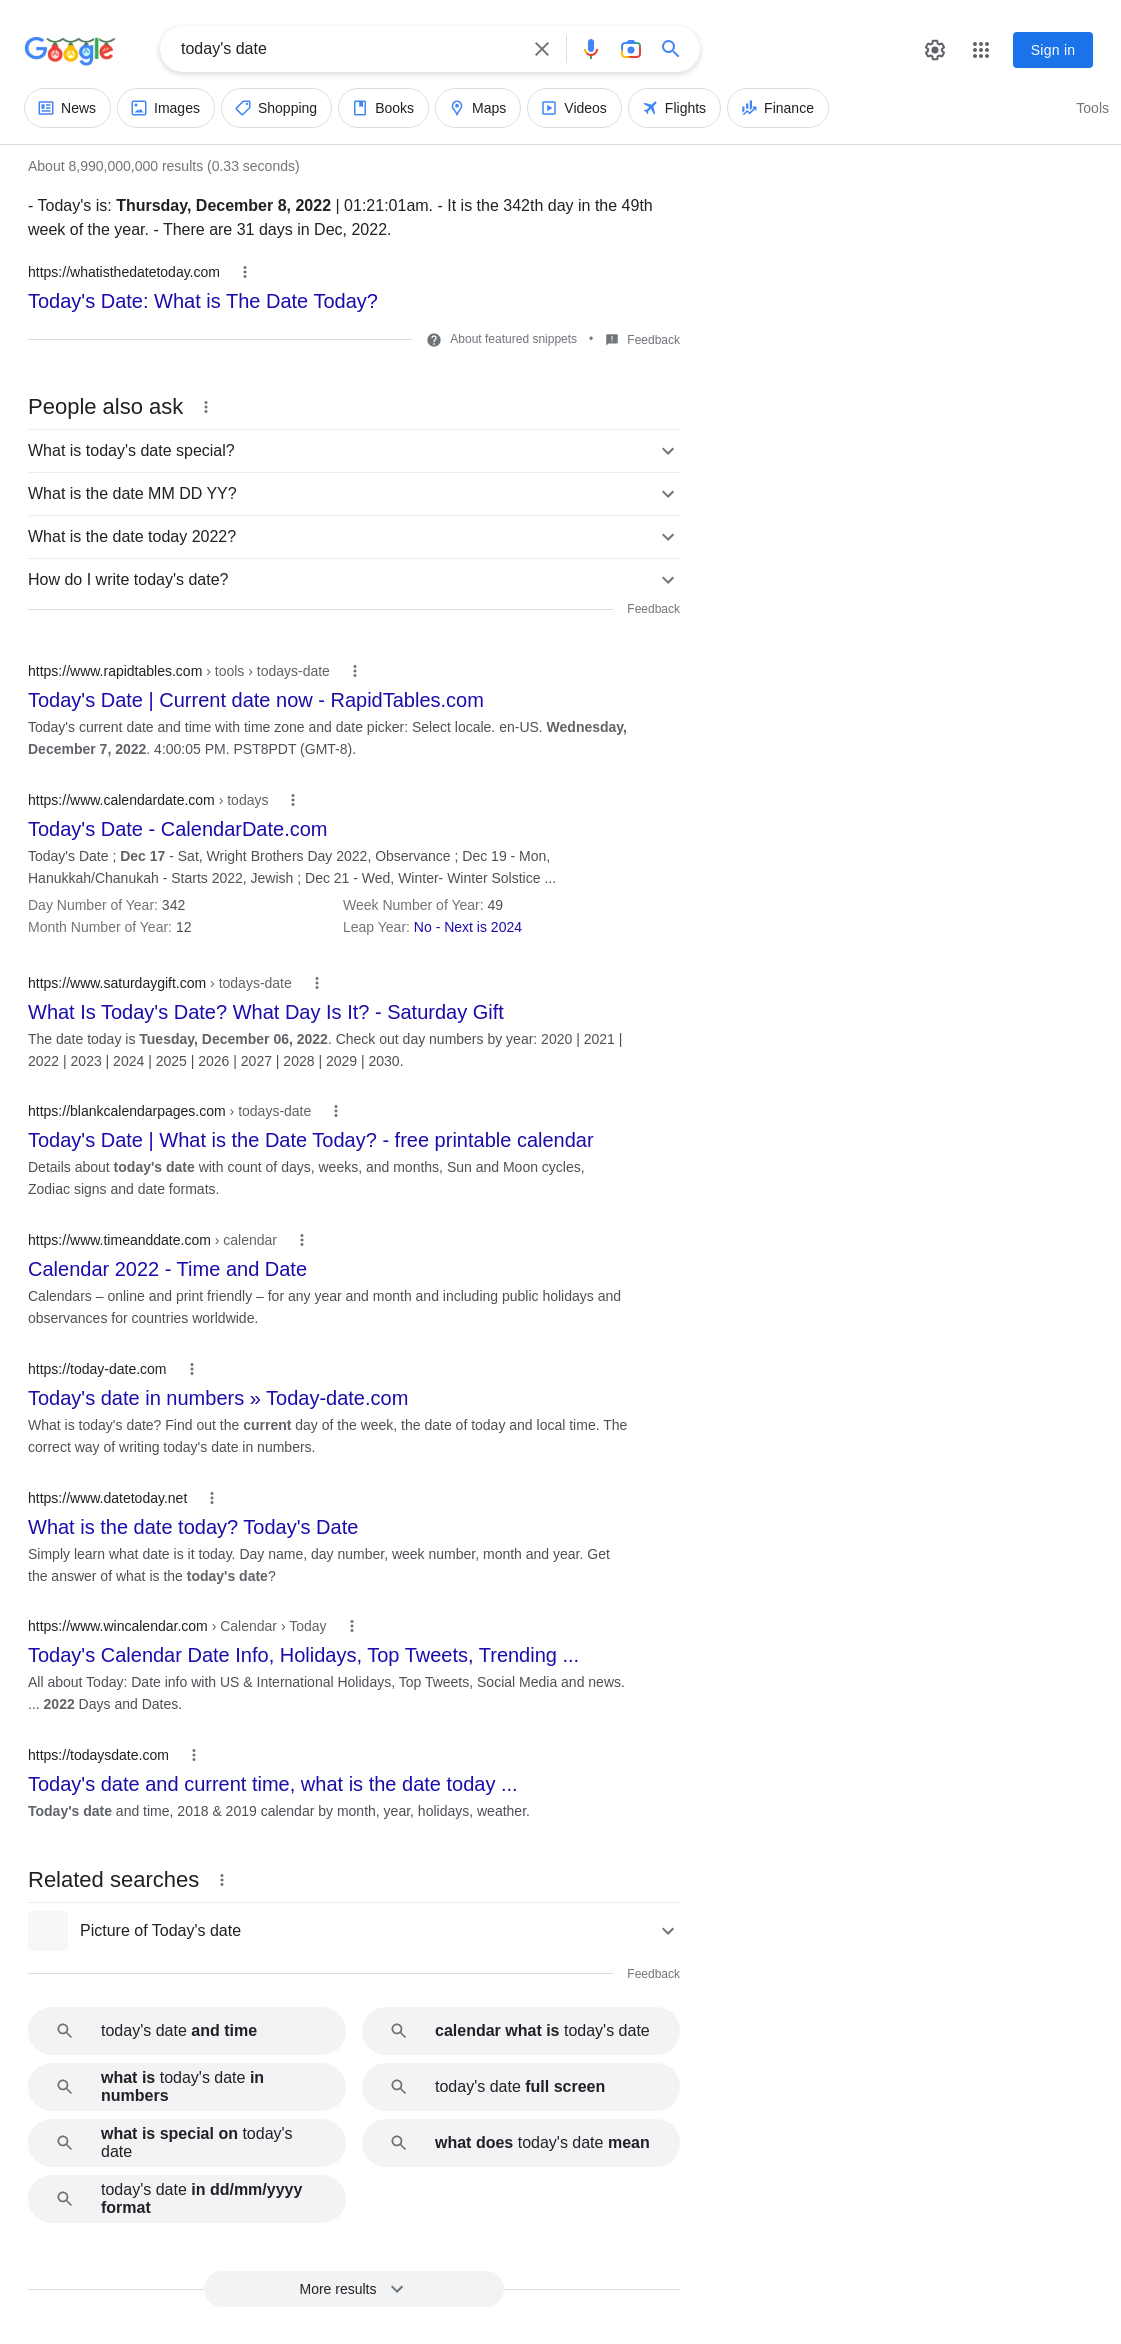 Google
today's date
Sign in
News
Images
Shopping
Books
Maps
Videos
Flights
Finance
Tools
About 8,990,000,000 results (0.33 seconds)
- Today's is: Thursday, December 8, 2022 | 01:21:01am. - It is the 342th day in the 49th
week of the year. - There are 31 days in Dec, 2022.
https://whatisthedatetoday.com
Today's Date: What is The Date Today?
About featured snippets • Feedback
People also ask
What is today's date special?
What is the date MM DD YY?
What is the date today 2022?
How do I write today's date?
Feedback
https://www.rapidtables.com › tools › todays-date
Today's Date | Current date now - RapidTables.com
Today's current date and time with time zone and date picker: Select locale. en-US. Wednesday,
December 7, 2022. 4:00:05 PM. PST8PDT (GMT-8).
https://www.calendardate.com › todays
Today's Date - CalendarDate.com
Today's Date ; Dec 17 - Sat, Wright Brothers Day 2022, Observance ; Dec 19 - Mon,
Hanukkah/Chanukah - Starts 2022, Jewish ; Dec 21 - Wed, Winter- Winter Solstice ...
Day Number of Year: 342
Week Number of Year: 49
Month Number of Year: 12
Leap Year: No - Next is 2024
https://www.saturdaygift.com › todays-date
What Is Today's Date? What Day Is It? - Saturday Gift
The date today is Tuesday, December 06, 2022. Check out day numbers by year: 2020 | 2021 |
2022 | 2023 | 2024 | 2025 | 2026 | 2027 | 2028 | 2029 | 2030.
https://blankcalendarpages.com › todays-date
Today's Date | What is the Date Today? - free printable calendar
Details about today's date with count of days, weeks, and months, Sun and Moon cycles,
Zodiac signs and date formats.
https://www.timeanddate.com › calendar
Calendar 2022 - Time and Date
Calendars – online and print friendly – for any year and month and including public holidays and
observances for countries worldwide.
https://today-date.com
Today's date in numbers » Today-date.com
What is today's date? Find out the current day of the week, the date of today and local time. The
correct way of writing today's date in numbers.
https://www.datetoday.net
What is the date today? Today's Date
Simply learn what date is it today. Day name, day number, week number, month and year. Get
the answer of what is the today's date?
https://www.wincalendar.com › Calendar › Today
Today's Calendar Date Info, Holidays, Top Tweets, Trending ...
All about Today: Date info with US & International Holidays, Top Tweets, Social Media and news.
... 2022 Days and Dates.
https://todaysdate.com
Today's date and current time, what is the date today ...
Today's date and time, 2018 & 2019 calendar by month, year, holidays, weather.
Related searches
Picture of Today's date
Feedback
today's date and time
calendar what is today's date
what is today's date in
numbers
today's date full screen
what is special on today's
date
what does today's date mean
today's date in dd/mm/yyyy
format
More results